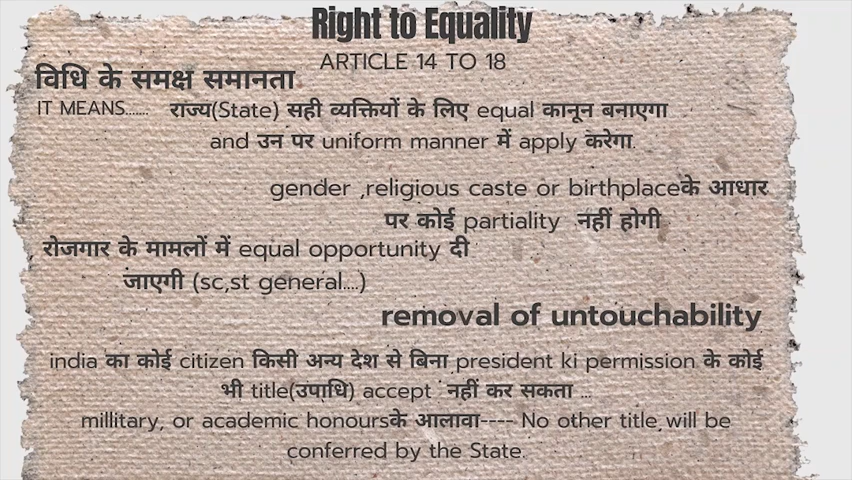 Right to Equality
ARTICLE 14 TO 18
विधि के समक्ष समानता
IT MEANS...... राज्य(State) सही व्यक्तियों के लिए equal कानून बनाएगा
and उन पर uniform manner में apply करेगा.
gender ,religious caste or birthplaceके आधार
पर कोई partiality नहीं होगी
रोजगार के मामलों में equal opportunity दी
जाएगी (sc,st general....)
removal of untouchability
india का कोई citizen किसी अन्य देश से बिना president ki permission के कोई
भी title(उपाधि) accept नहीं कर सकता ...
millitary, or academic honoursके आलावा---- No other title will be
conferred by the State.